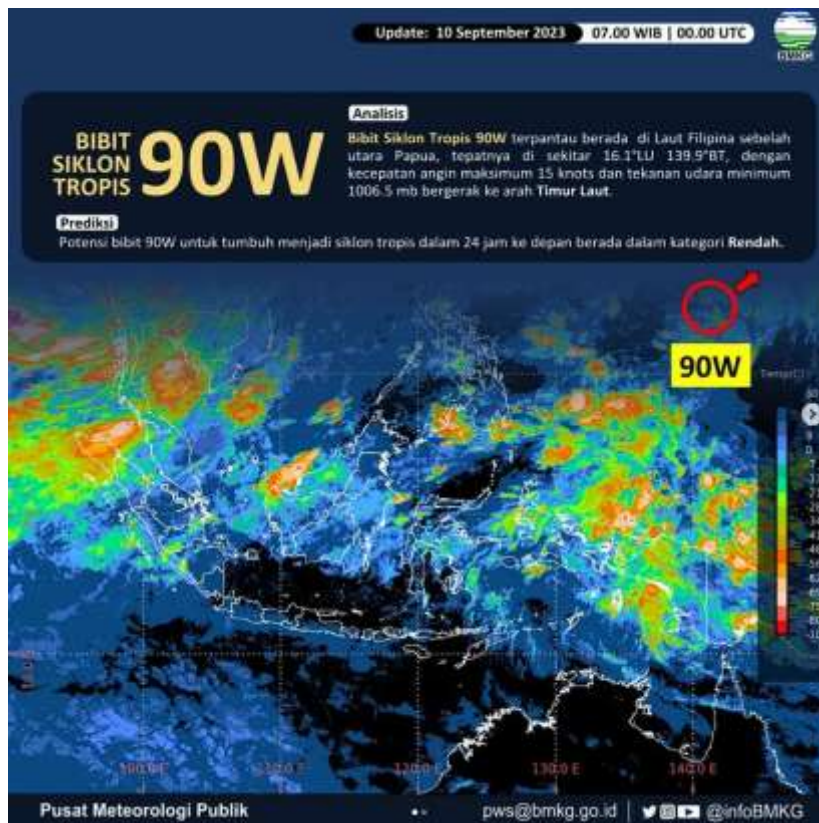 Update: 10 September 2023 07.00 WIB | 00.00 UTC
BMKG
BIBIT
SIKLON
TROPIS
90W
Analisis
Bibit Siklon Tropis 90W terpantau berada di Laut Filipina sebelah
utara Papua, tepatnya di sekitar 16.1°LU 139.9°BT, dengan
kecepatan angin maksimum 15 knots dan tekanan udara minimum
1006.5 mb bergerak ke arah Timur Laut.
Prediksi
Potensi bibit 90W untuk tumbuh menjadi siklon tropis dalam 24 jam ke depan berada dalam kategori Rendah.
90W
Temp(C)
100.0 E
110.0 E
120.0 E
130.0 E
140.0 E
Pusat Meteorologi Publik
pws@bmkg.go.id | @infoBMKG